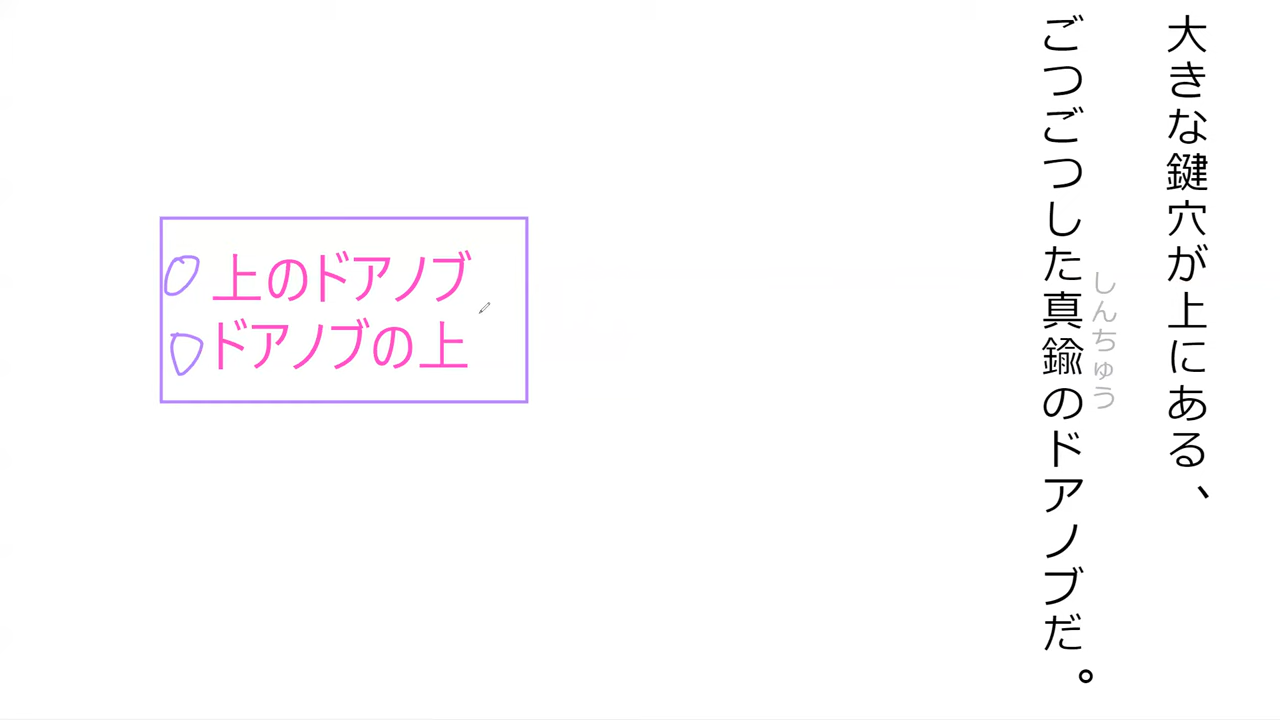 大きな鍵穴が上にある、
ごつごつした真鍮のドアノブだ。
しんちゅう
上のドアノブ
ドアノブの上